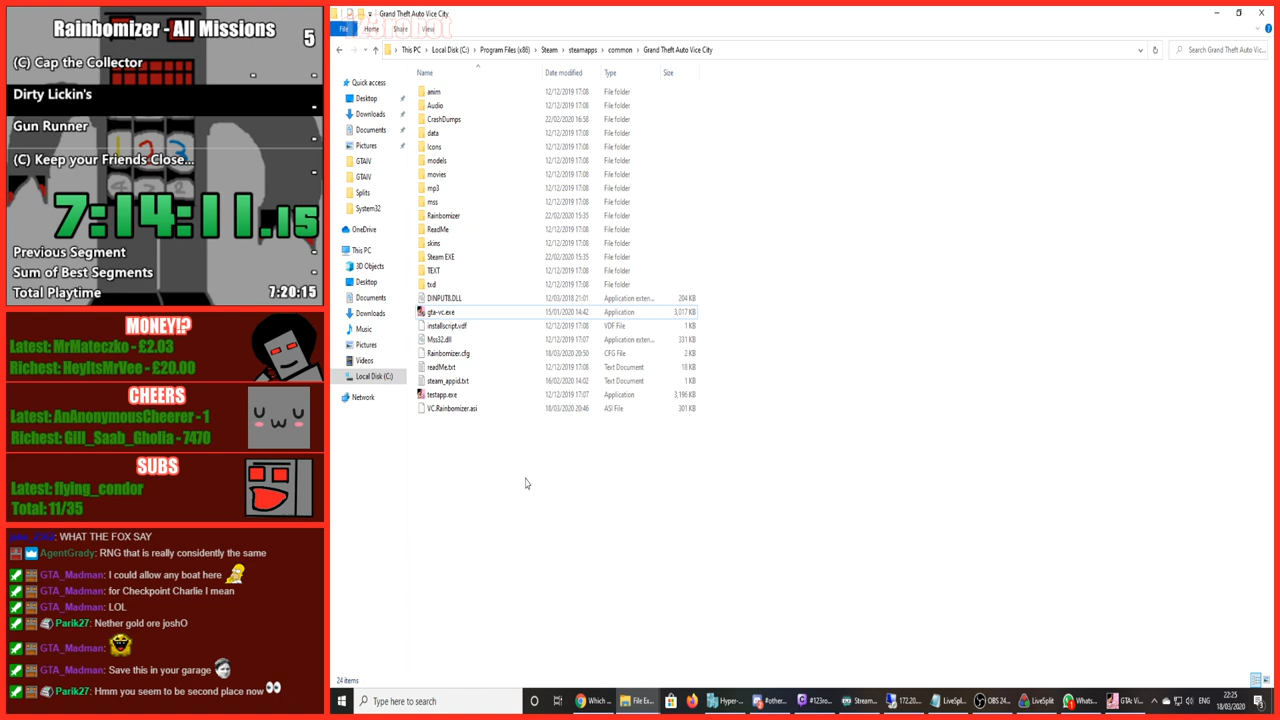 Rainbomizer - All Missions
5
(C) Cap the Collector
-
-
Dirty Lickin's
-
Gun Runner
-
(C) Keep your Friends Close...
-
7:14:11.15
Previous Segment
-
Sum of Best Segments
-
Total Playtime
7:20:15
MONEY!?
Latest: MrMateczko - £2.03
Richest: HeyItsMrVee - £20.00
CHEERS
Latest: AnAnonymousCheerer - 1
Richest: Gill_Saab_Gholia - 7470
SUBS
Latest: flying_condor
Total: 11/35
: WHAT THE FOX SAY
AgentGrady: RNG that is really considently the same
GTA_Madman: I could allow any boat here
GTA_Madman: for Checkpoint Charlie I mean
GTA_Madman: LOL
Parik27: Nether gold ore joshO
GTA_Madman:
GTA_Madman: Save this in your garage
Parik27: Hmm you seem to be second place now
Grand Theft Auto Vice City
File Home Share View
This PC > Local Disk (C:) > Program Files (x86) > Steam > steamapps > common > Grand Theft Auto Vice City
Search Grand Theft Auto Vic...
Quick access
Desktop
Downloads
Documents
Pictures
GTAIV
GTAIV
Splits
System32
OneDrive
This PC
3D Objects
Desktop
Documents
Downloads
Music
Pictures
Videos
Local Disk (C:)
Network
Name Date modified Type Size
anim 12/12/2019 17:08 File folder
Audio 12/12/2019 17:08 File folder
CrashDumps 22/02/2020 16:58 File folder
data 12/12/2019 17:08 File folder
Icons 12/12/2019 17:08 File folder
models 12/12/2019 17:08 File folder
movies 12/12/2019 17:08 File folder
mp3 12/12/2019 17:08 File folder
mss 12/12/2019 17:08 File folder
Rainbomizer 22/02/2020 15:35 File folder
ReadMe 12/12/2019 17:08 File folder
skins 12/12/2019 17:08 File folder
Steam EXE 22/02/2020 15:35 File folder
TEXT 12/12/2019 17:08 File folder
txd 12/12/2019 17:08 File folder
DINPUT8.DLL 12/03/2018 21:01 Application exten... 204 KB
gta-vc.exe 15/01/2020 14:42 Application 3,017 KB
installscript.vdf 12/12/2019 17:08 VDF File 1 KB
Mss32.dll 12/12/2019 17:07 Application exten... 331 KB
Rainbomizer.cfg 18/03/2020 20:50 CFG File 2 KB
readMe.txt 12/12/2019 17:08 Text Document 18 KB
steam_appid.txt 16/02/2020 14:02 Text Document 1 KB
testapp.exe 12/12/2019 17:07 Application 3,196 KB
VC.Rainbomizer.asi 18/03/2020 20:46 ASI File 301 KB
24 items
Type here to search
Which ...
File Ex...
Hyper-...
#other...
#123ro...
Stream...
172.20...
LiveSpl...
OBS 24...
LiveSplit
Whats...
GTA: Vi...
ENG
22:25
18/03/2020
3